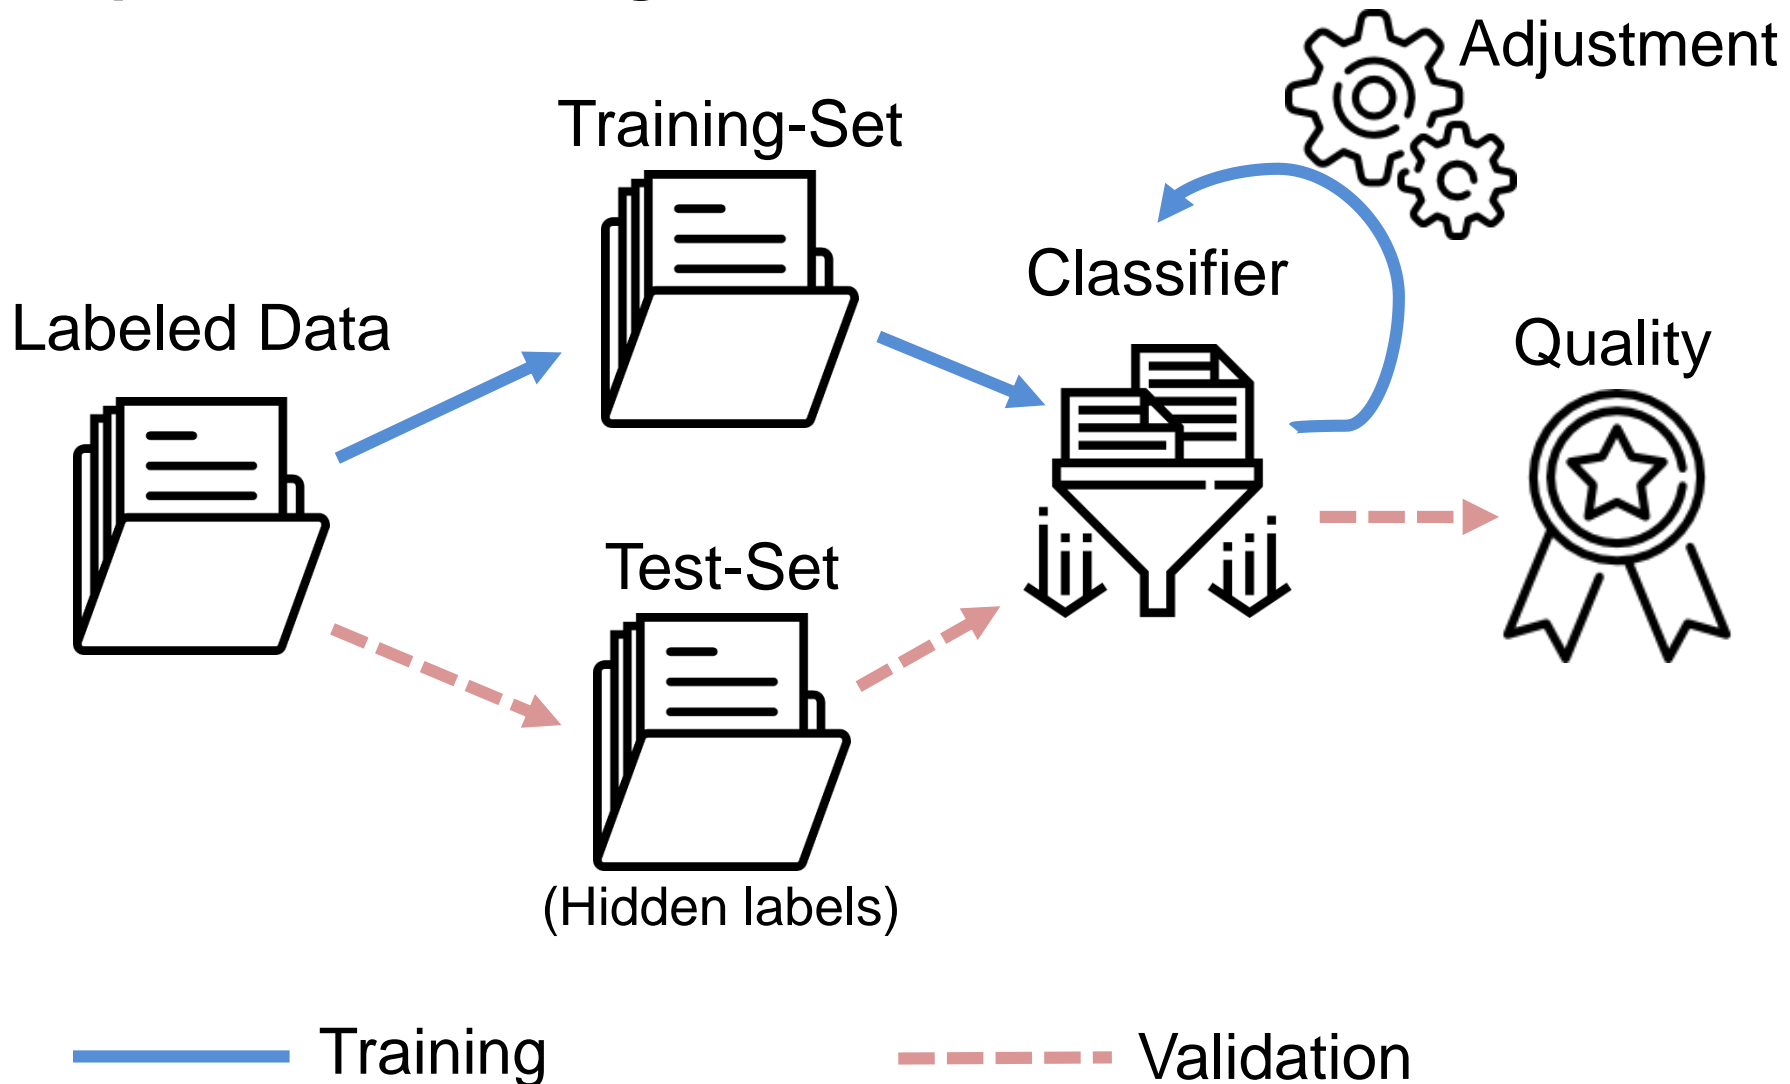 Adjustment
Training-Set
Classifier
Labeled Data
Quality
Test-Set
(Hidden labels)
Training
Validation